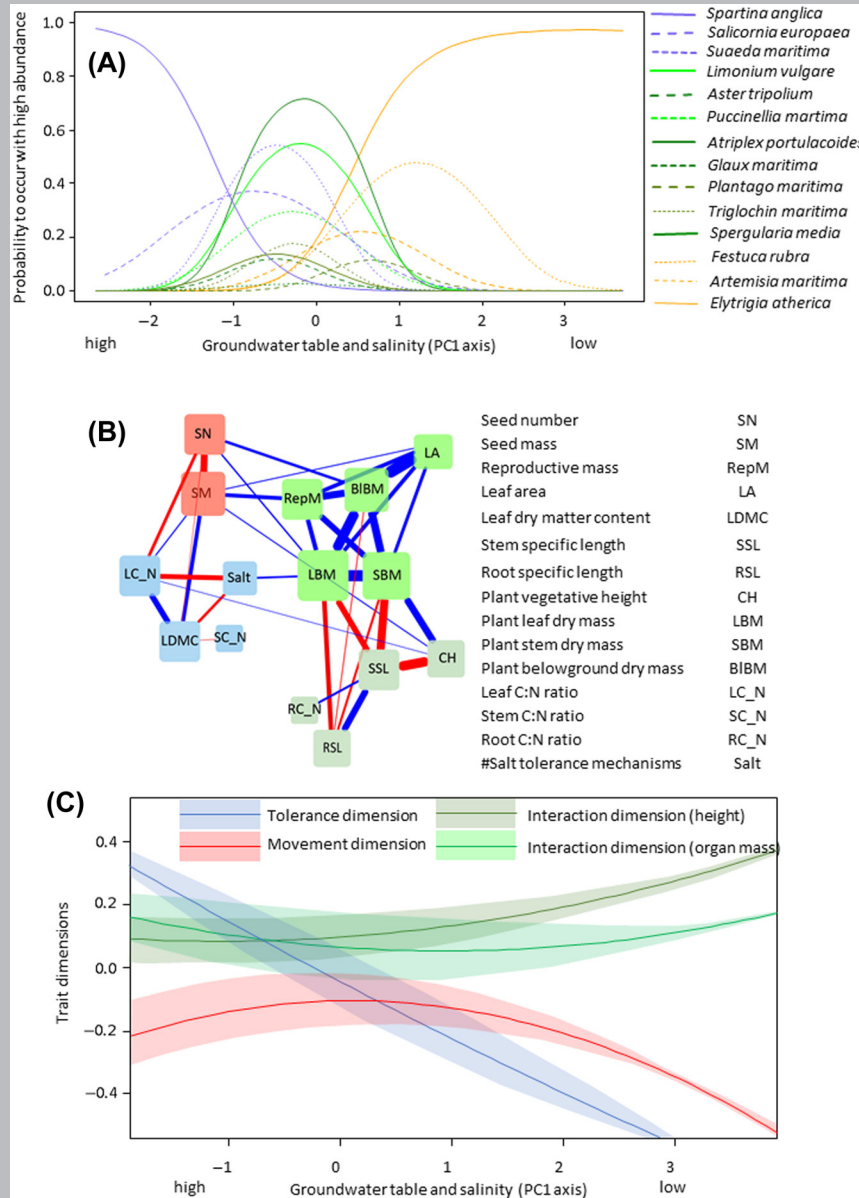 (A)
Probability to occur with high abundance
1.0
0.8
0.6
0.4
0.2
0.0
−2 −1 0 1 2 3
high Groundwater table and salinity (PC1 axis) low
Spartina anglica
Salicornia europaea
Suaeda maritima
Limonium vulgare
Aster tripolium
Puccinellia martima
Atriplex portulacoides
Glaux maritima
Plantago maritima
Triglochin maritima
Spergularia media
Festuca rubra
Artemisia maritima
Elytrigia atherica
(B)
SN
SM
LA
BlBM
RepM
LC_N
Salt
LBM
SBM
LDMC
SC_N
SSL
CH
RC_N
RSL
Seed number SN
Seed mass SM
Reproductive mass RepM
Leaf area LA
Leaf dry matter content LDMC
Stem specific length SSL
Root specific length RSL
Plant vegetative height CH
Plant leaf dry mass LBM
Plant stem dry mass SBM
Plant belowground dry mass BlBM
Leaf C:N ratio LC_N
Stem C:N ratio SC_N
Root C:N ratio RC_N
#Salt tolerance mechanisms Salt
(C)
Tolerance dimension
Movement dimension
Interaction dimension (height)
Interaction dimension (organ mass)
Trait dimensions
0.4
0.2
0.0
−0.2
−0.4
−1 0 1 2 3
high Groundwater table and salinity (PC1 axis) low